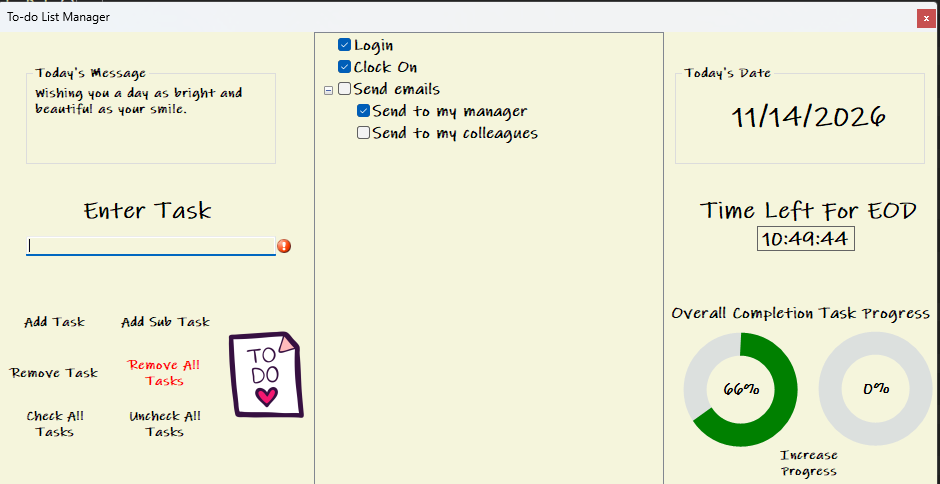 To-do List Manager
Today's Message
Wishing you a day as bright and
beautiful as your smile.
Enter Task
Add Task
Add Sub Task
Remove Task
Remove All
Tasks
Check All
Tasks
Uncheck All
Tasks
TO
DO
Login
Clock On
Send emails
Send to my manager
Send to my colleagues
Today's Date
11/14/2026
Time Left For EOD
10:49:44
Overall Completion Task Progress
66%
0%
Increase
Progress